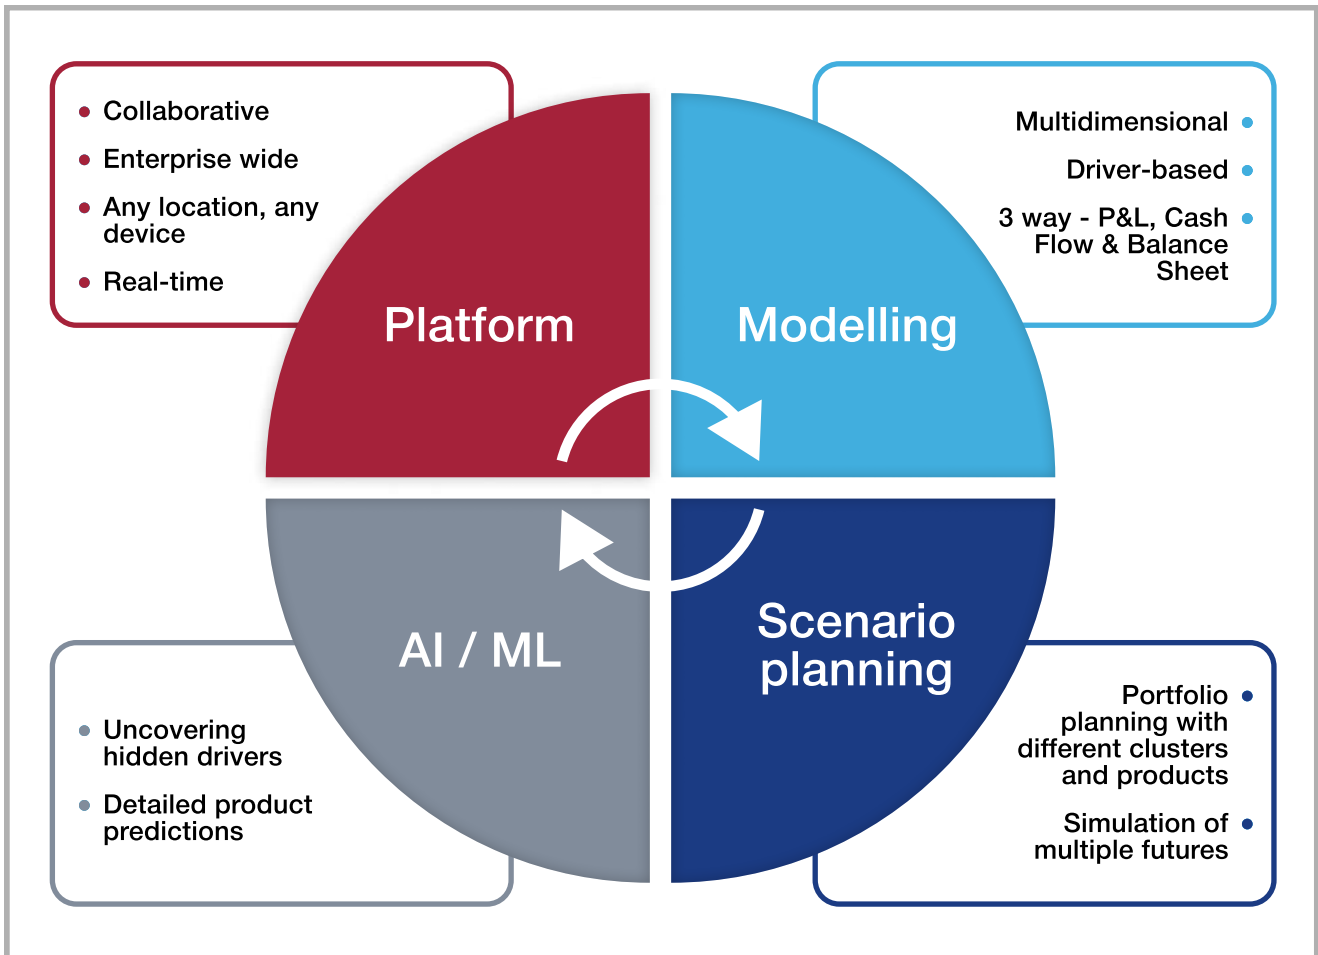 Collaborative
Enterprise wide
Any location, any
device
Real-time
Platform
Multidimensional
Driver-based
3 way - P&L, Cash
Flow & Balance
Sheet
Modelling
AI / ML
Uncovering
hidden drivers
Detailed product
predictions
Scenario
planning
Portfolio
planning with
different clusters
and products
Simulation of
multiple futures